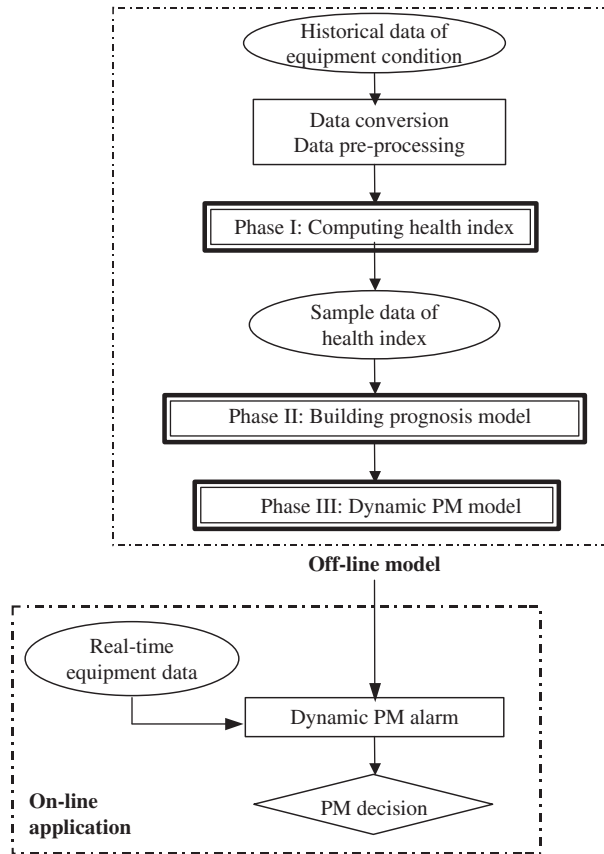 Historical data of
equipment condition
Data conversion
Data pre-processing
Phase I: Computing health index
Sample data of
health index
Phase II: Building prognosis model
Phase III: Dynamic PM model
Off-line model
Real-time
equipment data
Dynamic PM alarm
PM decision
On-line
application